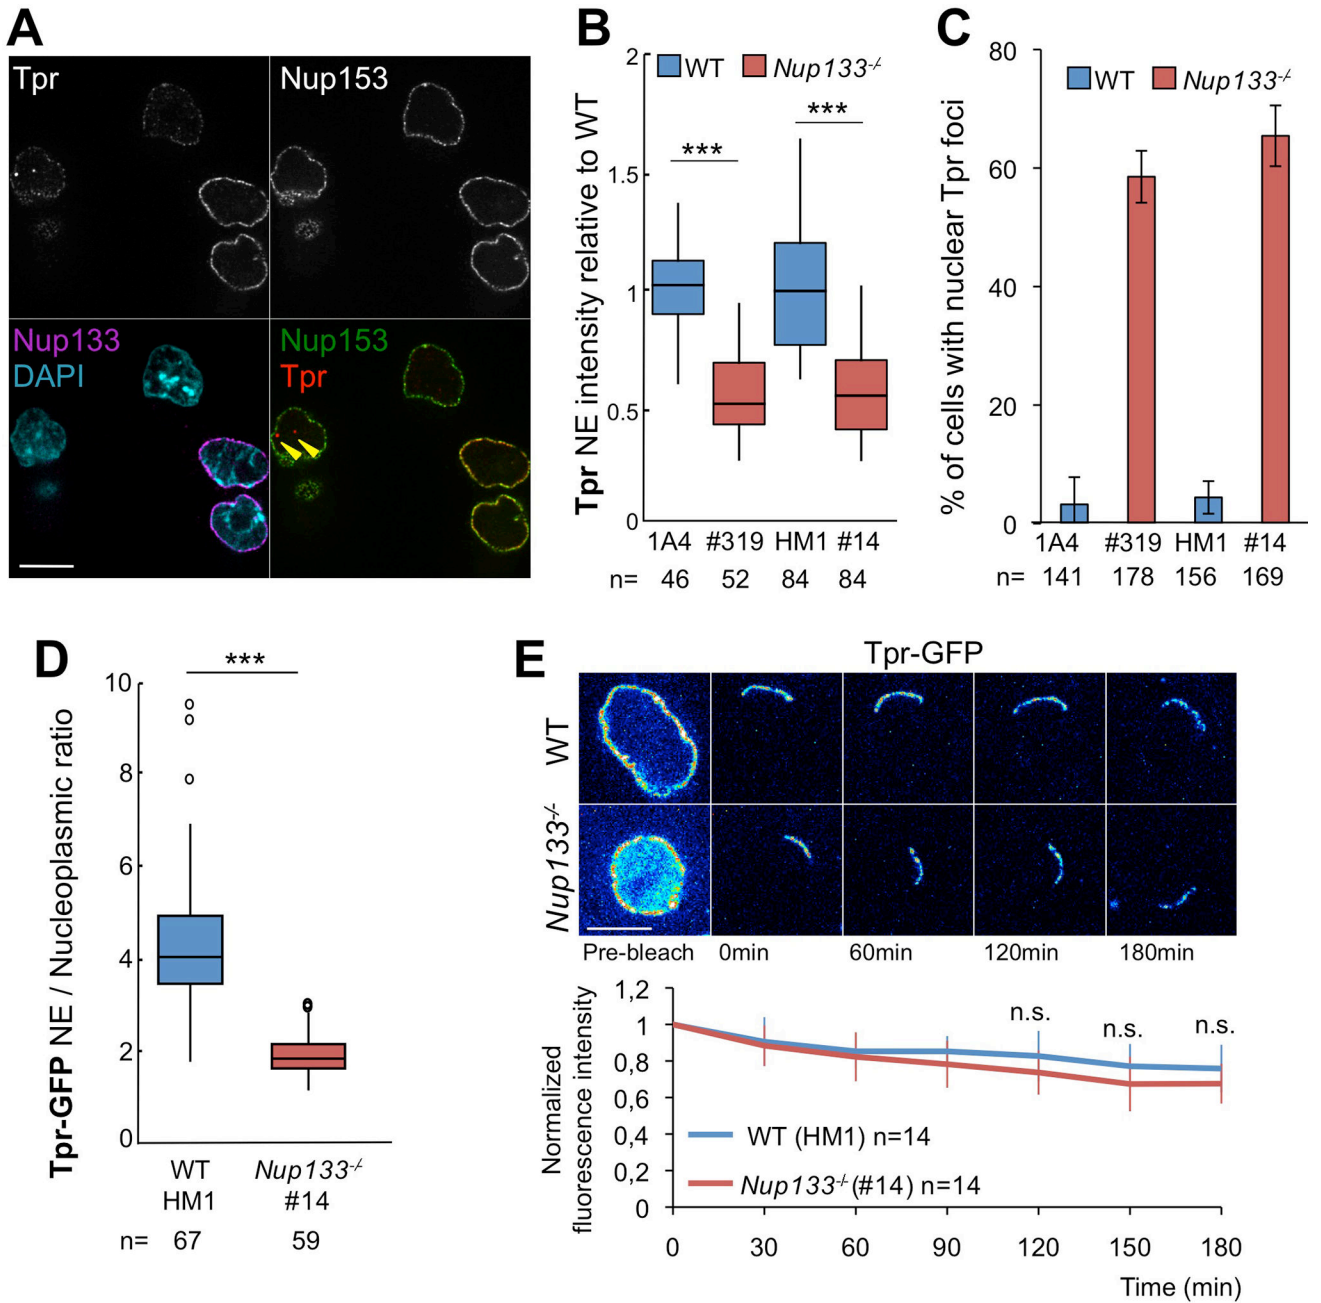 A
Tpr
Nup153
Nup133
DAPI
Nup153
Tpr
B
Tpr NE intensity relative to WT
2
1.5
1
0.5
0
WT
Nup133-/-
***
***
1A4 #319 HM1 #14
n= 46 52 84 84
C
% of cells with nuclear Tpr foci
80
60
40
20
0
WT
Nup133-/-
1A4 #319 HM1 #14
n= 141 178 156 169
D
Tpr-GFP NE / Nucleoplasmic ratio
10
8
6
4
2
0
***
WT Nup133-/-
HM1 #14
n= 67 59
E
Tpr-GFP
WT
Nup133-/-
Pre-bleach 0min 60min 120min 180min
Normalized
fluorescence intensity
1,2
1
0,8
0,6
0,4
0,2
0
n.s. n.s. n.s.
WT (HM1) n=14
Nup133-/- (#14) n=14
0 30 60 90 120 150 180
Time (min)